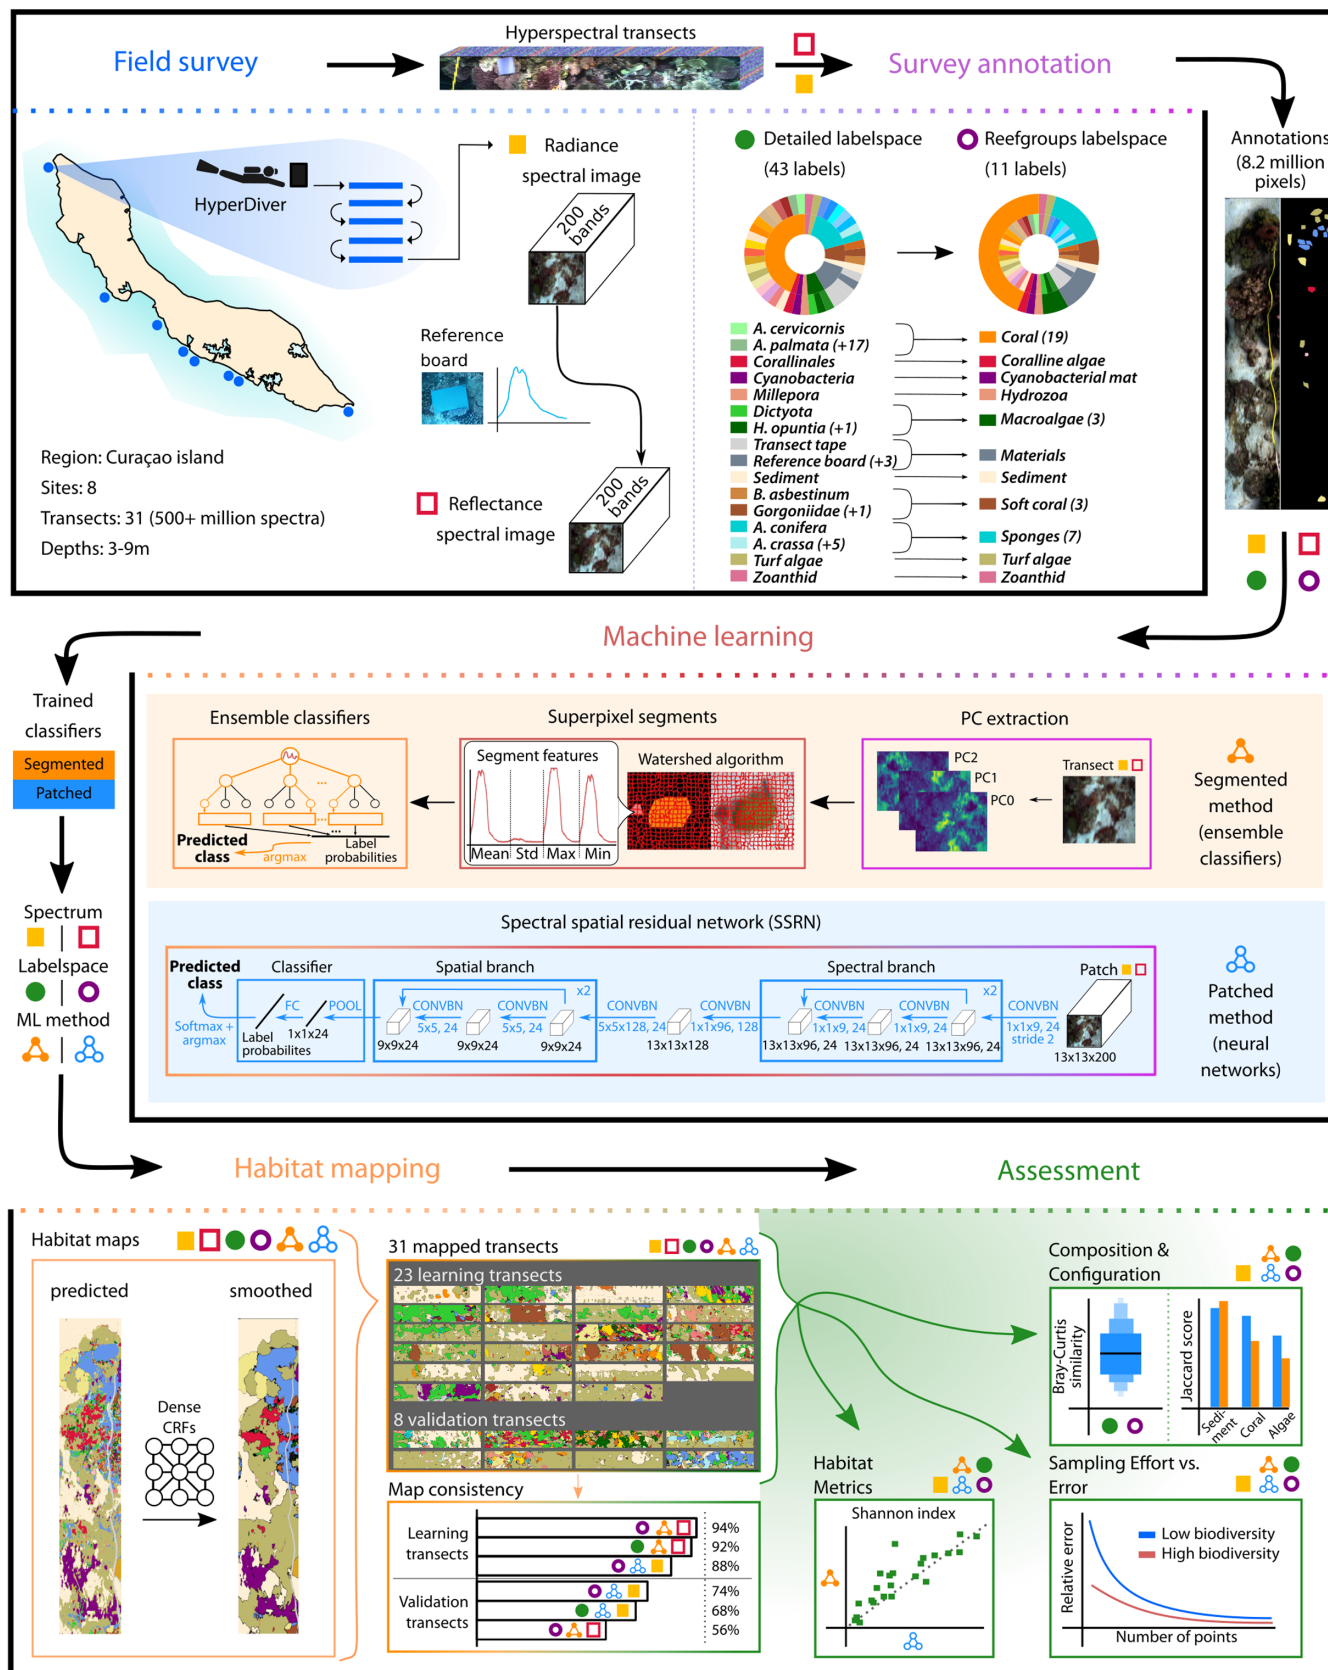 Field survey
Hyperspectral transects
Survey annotation
HyperDiver
Radiance
spectral image
200
bands
Reference
board
Reflectance
spectral image
200
bands
Region: Curaçao island
Sites: 8
Transects: 31 (500+ million spectra)
Depths: 3-9m
Detailed labelspace
(43 labels)
Reefgroups labelspace
(11 labels)
A. cervicornis
A. palmata (+17)
Corallinales
Cyanobacteria
Millepora
Dictyota
H. opuntia (+1)
Transect tape
Reference board (+3)
Sediment
B. asbestinum
Gorgoniidae (+1)
A. conifera
A. crassa (+5)
Turf algae
Zoanthid
Coral (19)
Coralline algae
Cyanobacterial mat
Hydrozoa
Macroalgae (3)
Materials
Sediment
Soft coral (3)
Sponges (7)
Turf algae
Zoanthid
Annotations
(8.2 million
pixels)
Machine learning
Trained
classifiers
Segmented
Patched
Spectrum
Labelspace
ML method
Ensemble classifiers
Superpixel segments
PC extraction
Predicted
class
argmax
...
...
...
Label
probabilities
Segment features
Mean
Std
Max
Min
Watershed algorithm
PC2
PC1
PC0
Transect
Segmented
method
(ensemble
classifiers)
Spectral spatial residual network (SSRN)
Predicted
class
Softmax +
argmax
Classifier
FC
POOL
1x1x24
Label
probabilites
Spatial branch
x2
CONVBN
5x5, 24
CONVBN
5x5, 24
9x9x24
9x9x24
9x9x24
CONVBN
5x5x128, 24
CONVBN
1x1x96, 128
13x13x128
Spectral branch
x2
CONVBN
1x1x9, 24
CONVBN
1x1x9, 24
13x13x96, 24
13x13x96, 24
13x13x96, 24
CONVBN
1x1x9, 24
stride 2
Patch
13x13x200
Patched
method
(neural
networks)
Habitat mapping
Assessment
Habitat maps
predicted
smoothed
Dense
CRFs
31 mapped transects
23 learning transects
8 validation transects
Map consistency
Learning
transects
94%
92%
88%
Validation
transects
74%
68%
56%
Habitat
Metrics
Shannon index
Composition &
Configuration
Bray-Curtis
similarity
Jaccard score
Sedi-
ment
Coral
Algae
Sampling Effort vs.
Error
Relative error
Low biodiversity
High biodiversity
Number of points